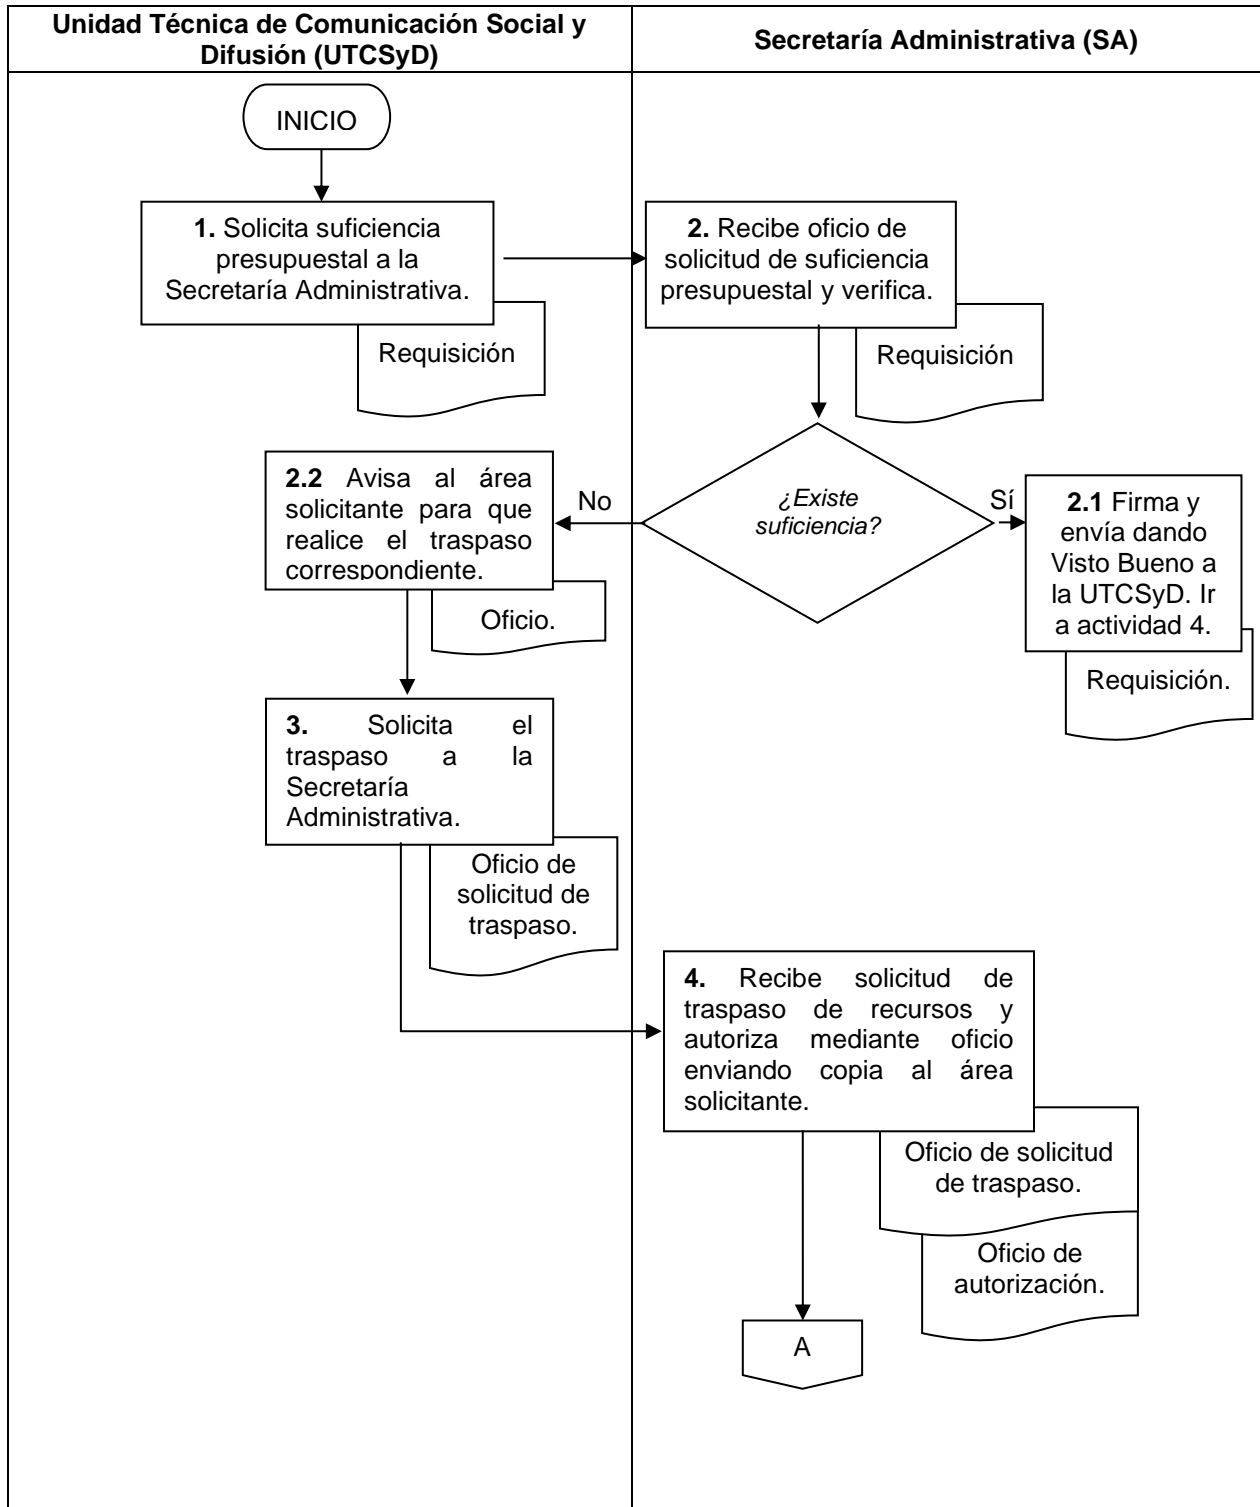 Unidad Técnica de Comunicación Social y
Difusión (UTCSyD)
Secretaría Administrativa (SA)
INICIO
1. Solicita suficiencia
presupuestal a la
Secretaría Administrativa.
Requisición
2. Recibe oficio de
solicitud de suficiencia
presupuestal y verifica.
Requisición
¿Existe
suficiencia?
No
Sí
2.2 Avisa al área
solicitante para que
realice el traspaso
correspondiente.
Oficio.
2.1 Firma y
envía dando
Visto Bueno a
la UTCSyD. Ir
a actividad 4.
Requisición.
3. Solicita el
traspaso a la
Secretaría
Administrativa.
Oficio de
solicitud de
traspaso.
4. Recibe solicitud de
traspaso de recursos y
autoriza mediante oficio
enviando copia al área
solicitante.
Oficio de solicitud
de traspaso.
Oficio de
autorización.
A